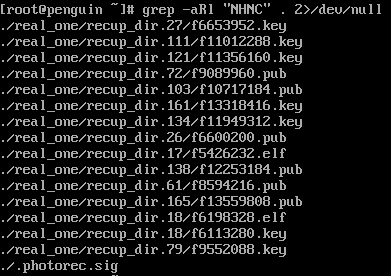 [root@penguin ~]# grep -aRl "NHNC" . 2>/dev/null
./real_one/recup_dir.27/f6653952.key
./real_one/recup_dir.111/f11012288.key
./real_one/recup_dir.121/f11356160.key
./real_one/recup_dir.72/f9089960.pub
./real_one/recup_dir.103/f10717184.pub
./real_one/recup_dir.161/f13318416.key
./real_one/recup_dir.134/f11949312.key
./real_one/recup_dir.26/f6600200.pub
./real_one/recup_dir.17/f5426232.elf
./real_one/recup_dir.138/f12253184.pub
./real_one/recup_dir.61/f8594216.pub
./real_one/recup_dir.165/f13559808.pub
./real_one/recup_dir.18/f6198328.elf
./real_one/recup_dir.18/f6113280.key
./real_one/recup_dir.79/f9552088.key
./.photorec.sig